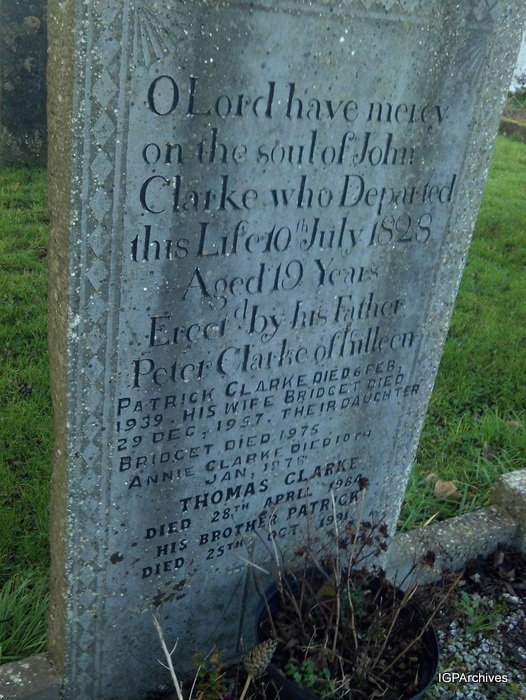 O Lord have mercy
on the soul of John
Clarke who Departed
this Life 10th July 1828
Aged 19 Years
Erectd by his Father
Peter Clarke of Infileen
PATRICK CLARKE DIED 6 FEB.
1939. HIS WIFE BRIDGET DIED
29 DEC. 1957. THEIR DAUGHTER
BRIDGET DIED 1975
ANNIE CLARKE DIED 10TH
JAN. 1878
THOMAS CLARKE
DIED 28TH APRIL 1984
HIS BROTHER PATRICK
DIED 25TH OCT. 1991
IGPArchives